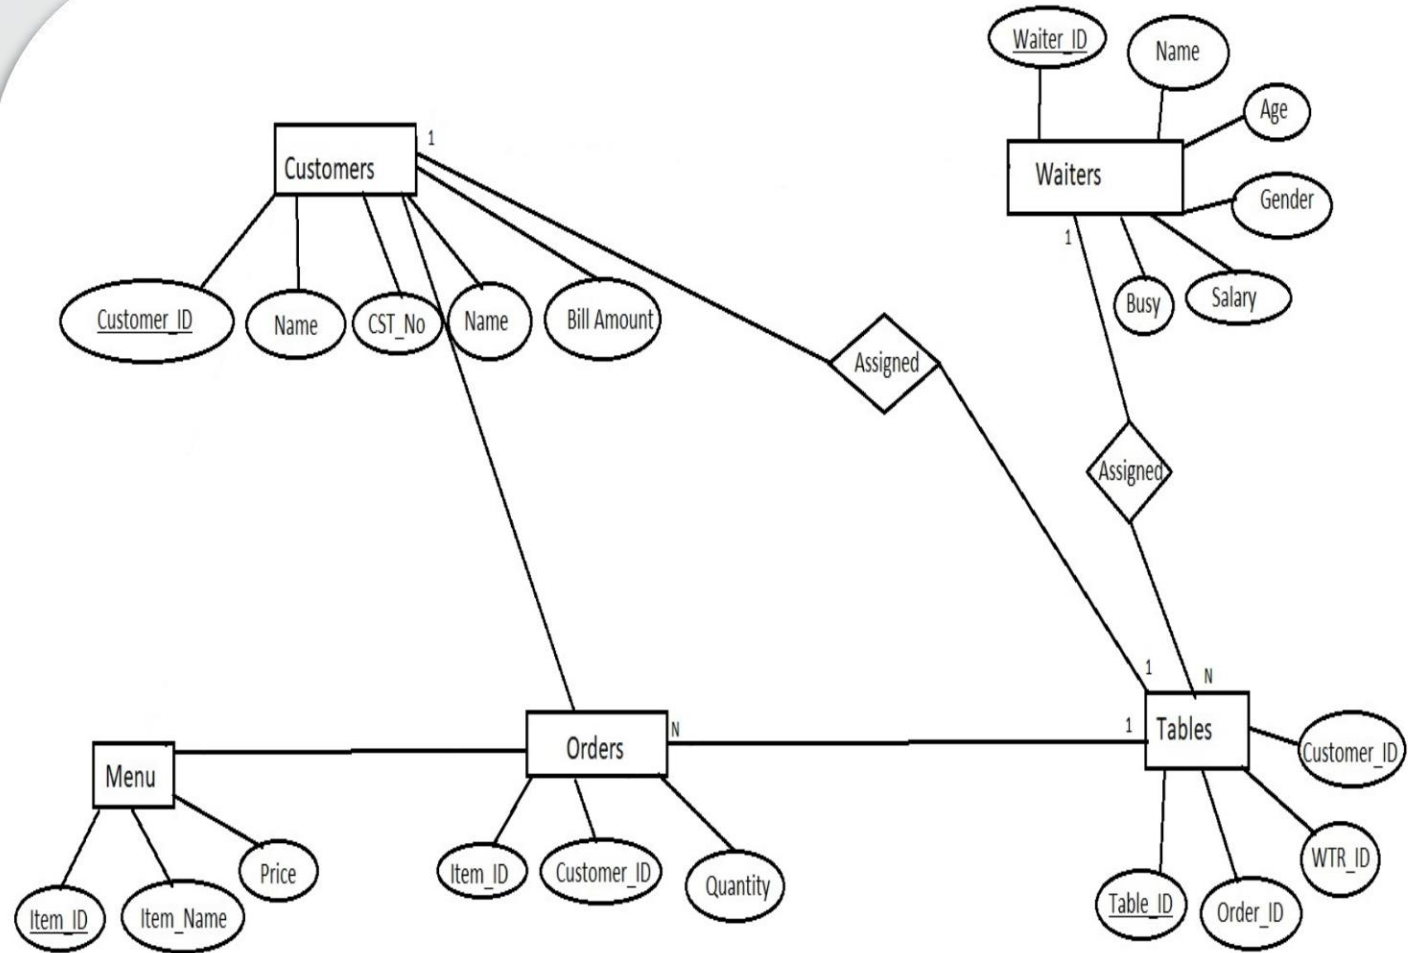 Waiter_ID
Name
Age
1
Customers
Waiters
Gender
1
Customer_ID
Name
CST_No
Name
Bill Amount
Busy
Salary
Assigned
Assigned
1
N
N
1
Tables
Orders
Menu
Customer_ID
Price
Item_ID
Customer_ID
Quantity
WTR_ID
Item_ID
Item_Name
Table_ID
Order_ID